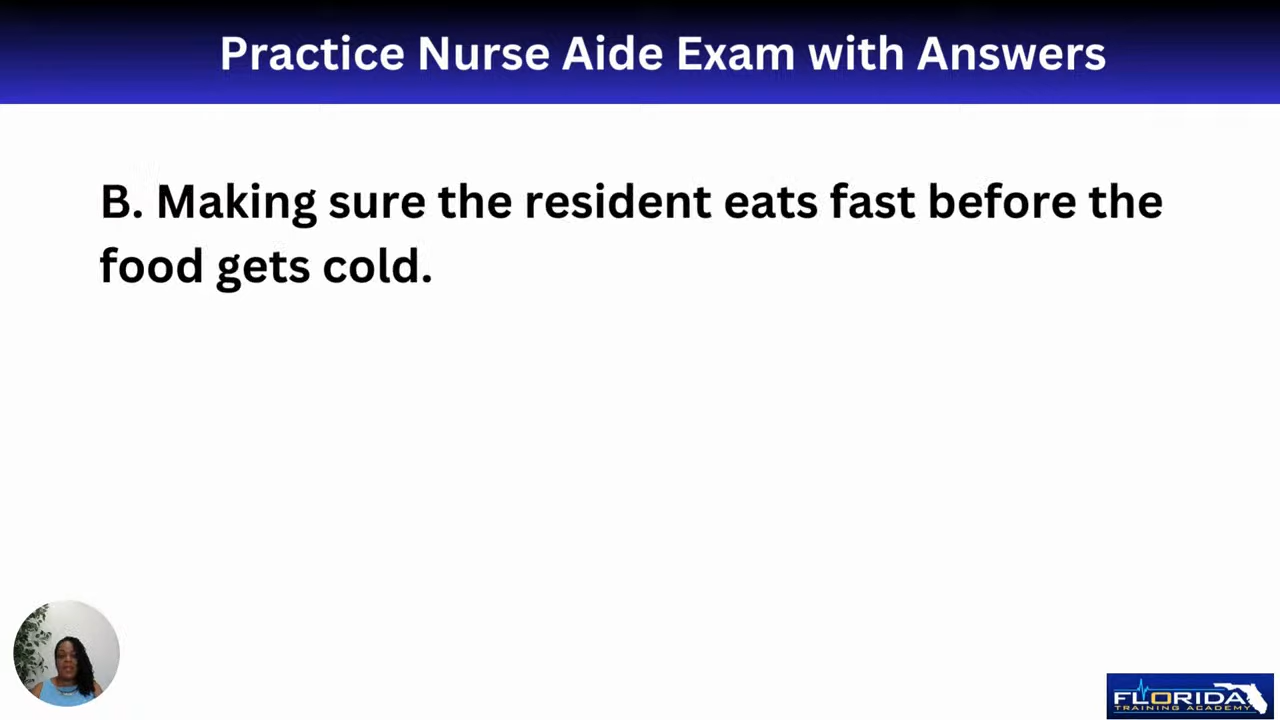 Practice Nurse Aide Exam with Answers
B. Making sure the resident eats fast before the
food gets cold.
FLORIDA
TRAINING ACADEMY